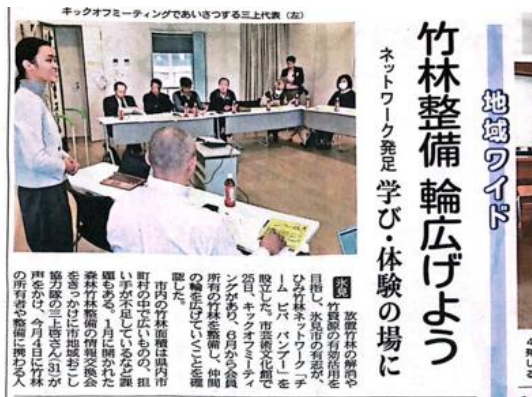 キックオフミーティングであいさつする三上代表（左）
地域ワイド
竹林整備 輪広げよう
ネットワーク発足 学び・体験の場に
氷見 放置竹林の解消や
竹資源の有効活用を
目指し、氷見市の有志が、
ひみ竹林ネットワーク「チ
ーム ビバ バンブー」を
設立した。市芸術文化館で
25日、キックオフミーティ
ングがあり、6月から会員
所有の竹林を整備し、仲間
の輪を広げていくことを確
認した。
市内の竹林面積は県内市
町村の中で広いものの、担
い手が不足しているなど課
題もある。1月に開かれた
森林竹林整備の情報交換会
をきっかけに市地域おこし
協力隊の三上啓さん（31）が
声をかけ、今月4日に竹林
の所有者や整備に携わる人